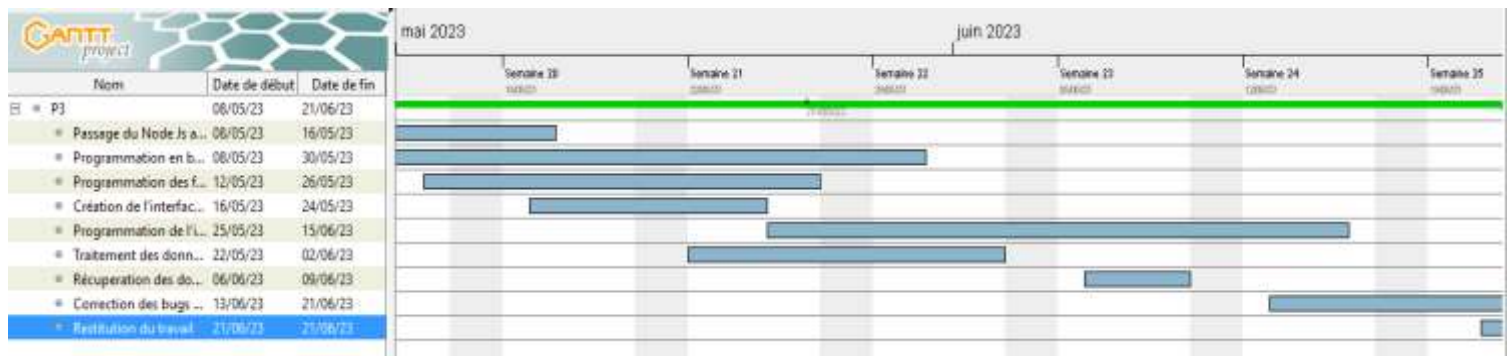 GANTT
project
mai 2023
juin 2023
Semaine 20
Semaine 21
Semaine 22
Semaine 23
Semaine 24
Semaine 25
Nom Date de début Date de fin
P3 08/05/23 21/06/23
Passage du Node Js a... 08/05/23 16/05/23
Programmation en b... 08/05/23 30/05/23
Programmation des f... 12/05/23 26/05/23
Création de l'interfac... 16/05/23 24/05/23
Programmation de l'i... 25/05/23 15/06/23
Traitement des donn... 22/05/23 02/06/23
Récuperation des do... 06/06/23 09/06/23
Correction des bugs ... 13/06/23 21/06/23
Restitution du travail 21/06/23 21/06/23